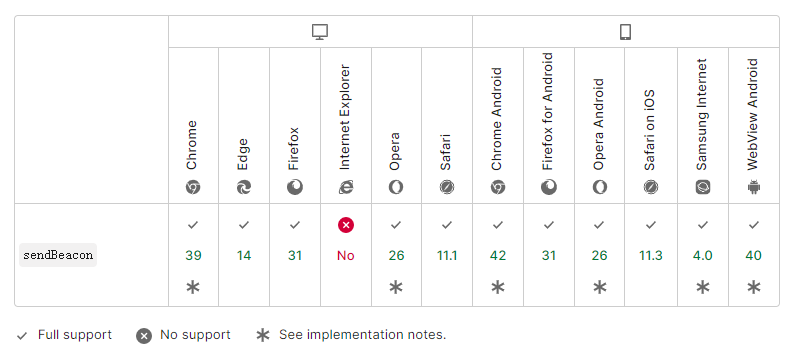 Chrome
Edge
Firefox
Internet Explorer
Opera
Safari
Chrome Android
Firefox for Android
Opera Android
Safari on iOS
Samsung Internet
WebView Android
sendBeacon
39
14
31
No
26
11.1
42
31
26
11.3
4.0
40
Full support
No support
See implementation notes.